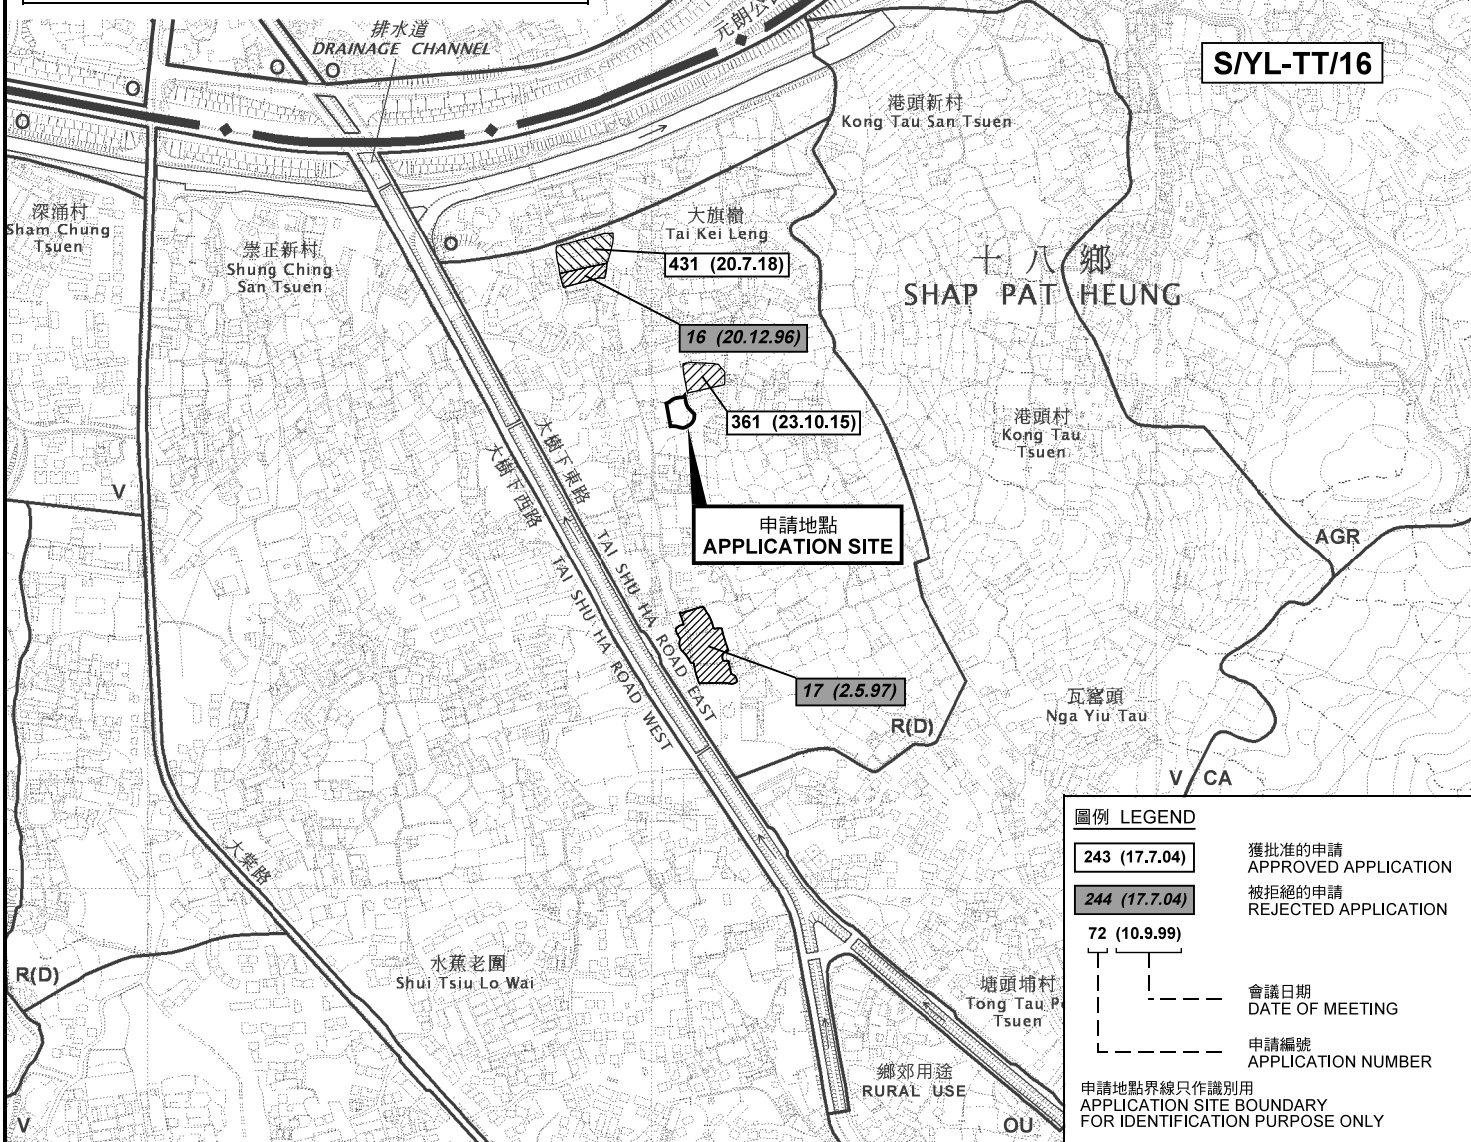 排水道
DRAINAGE CHANNEL
元朗公
S/YL-TT/16
O
O
O
O
港頭新村
Kong Tau San Tsuen
深涌村
Sham Chung
Tsuen
崇正新村
Shung Ching
San Tsuen
大旗嶺
Tai Kei Leng
O
431 (20.7.18)
十八鄉
SHAP PAT HEUNG
16 (20.12.96)
361 (23.10.15)
港頭村
Kong Tau
Tsuen
大樹下東路
大樹下西路
V
申請地點
APPLICATION SITE
AGR
TAI SHU HA ROAD EAST
TAI SHU HA ROAD WEST
17 (2.5.97)
瓦窰頭
Nga Yiu Tau
R(D)
V
CA
大棠路
水蕉老圍
Shui Tsiu Lo Wai
R(D)
塘頭埔村
Tong Tau P
Tsuen
鄉郊用途
RURAL USE
OU
V
圖例 LEGEND
243 (17.7.04)
獲批准的申請
APPROVED APPLICATION
244 (17.7.04)
被拒絕的申請
REJECTED APPLICATION
72 (10.9.99)
會議日期
DATE OF MEETING
申請編號
APPLICATION NUMBER
申請地點界線只作識別用
APPLICATION SITE BOUNDARY
FOR IDENTIFICATION PURPOSE ONLY